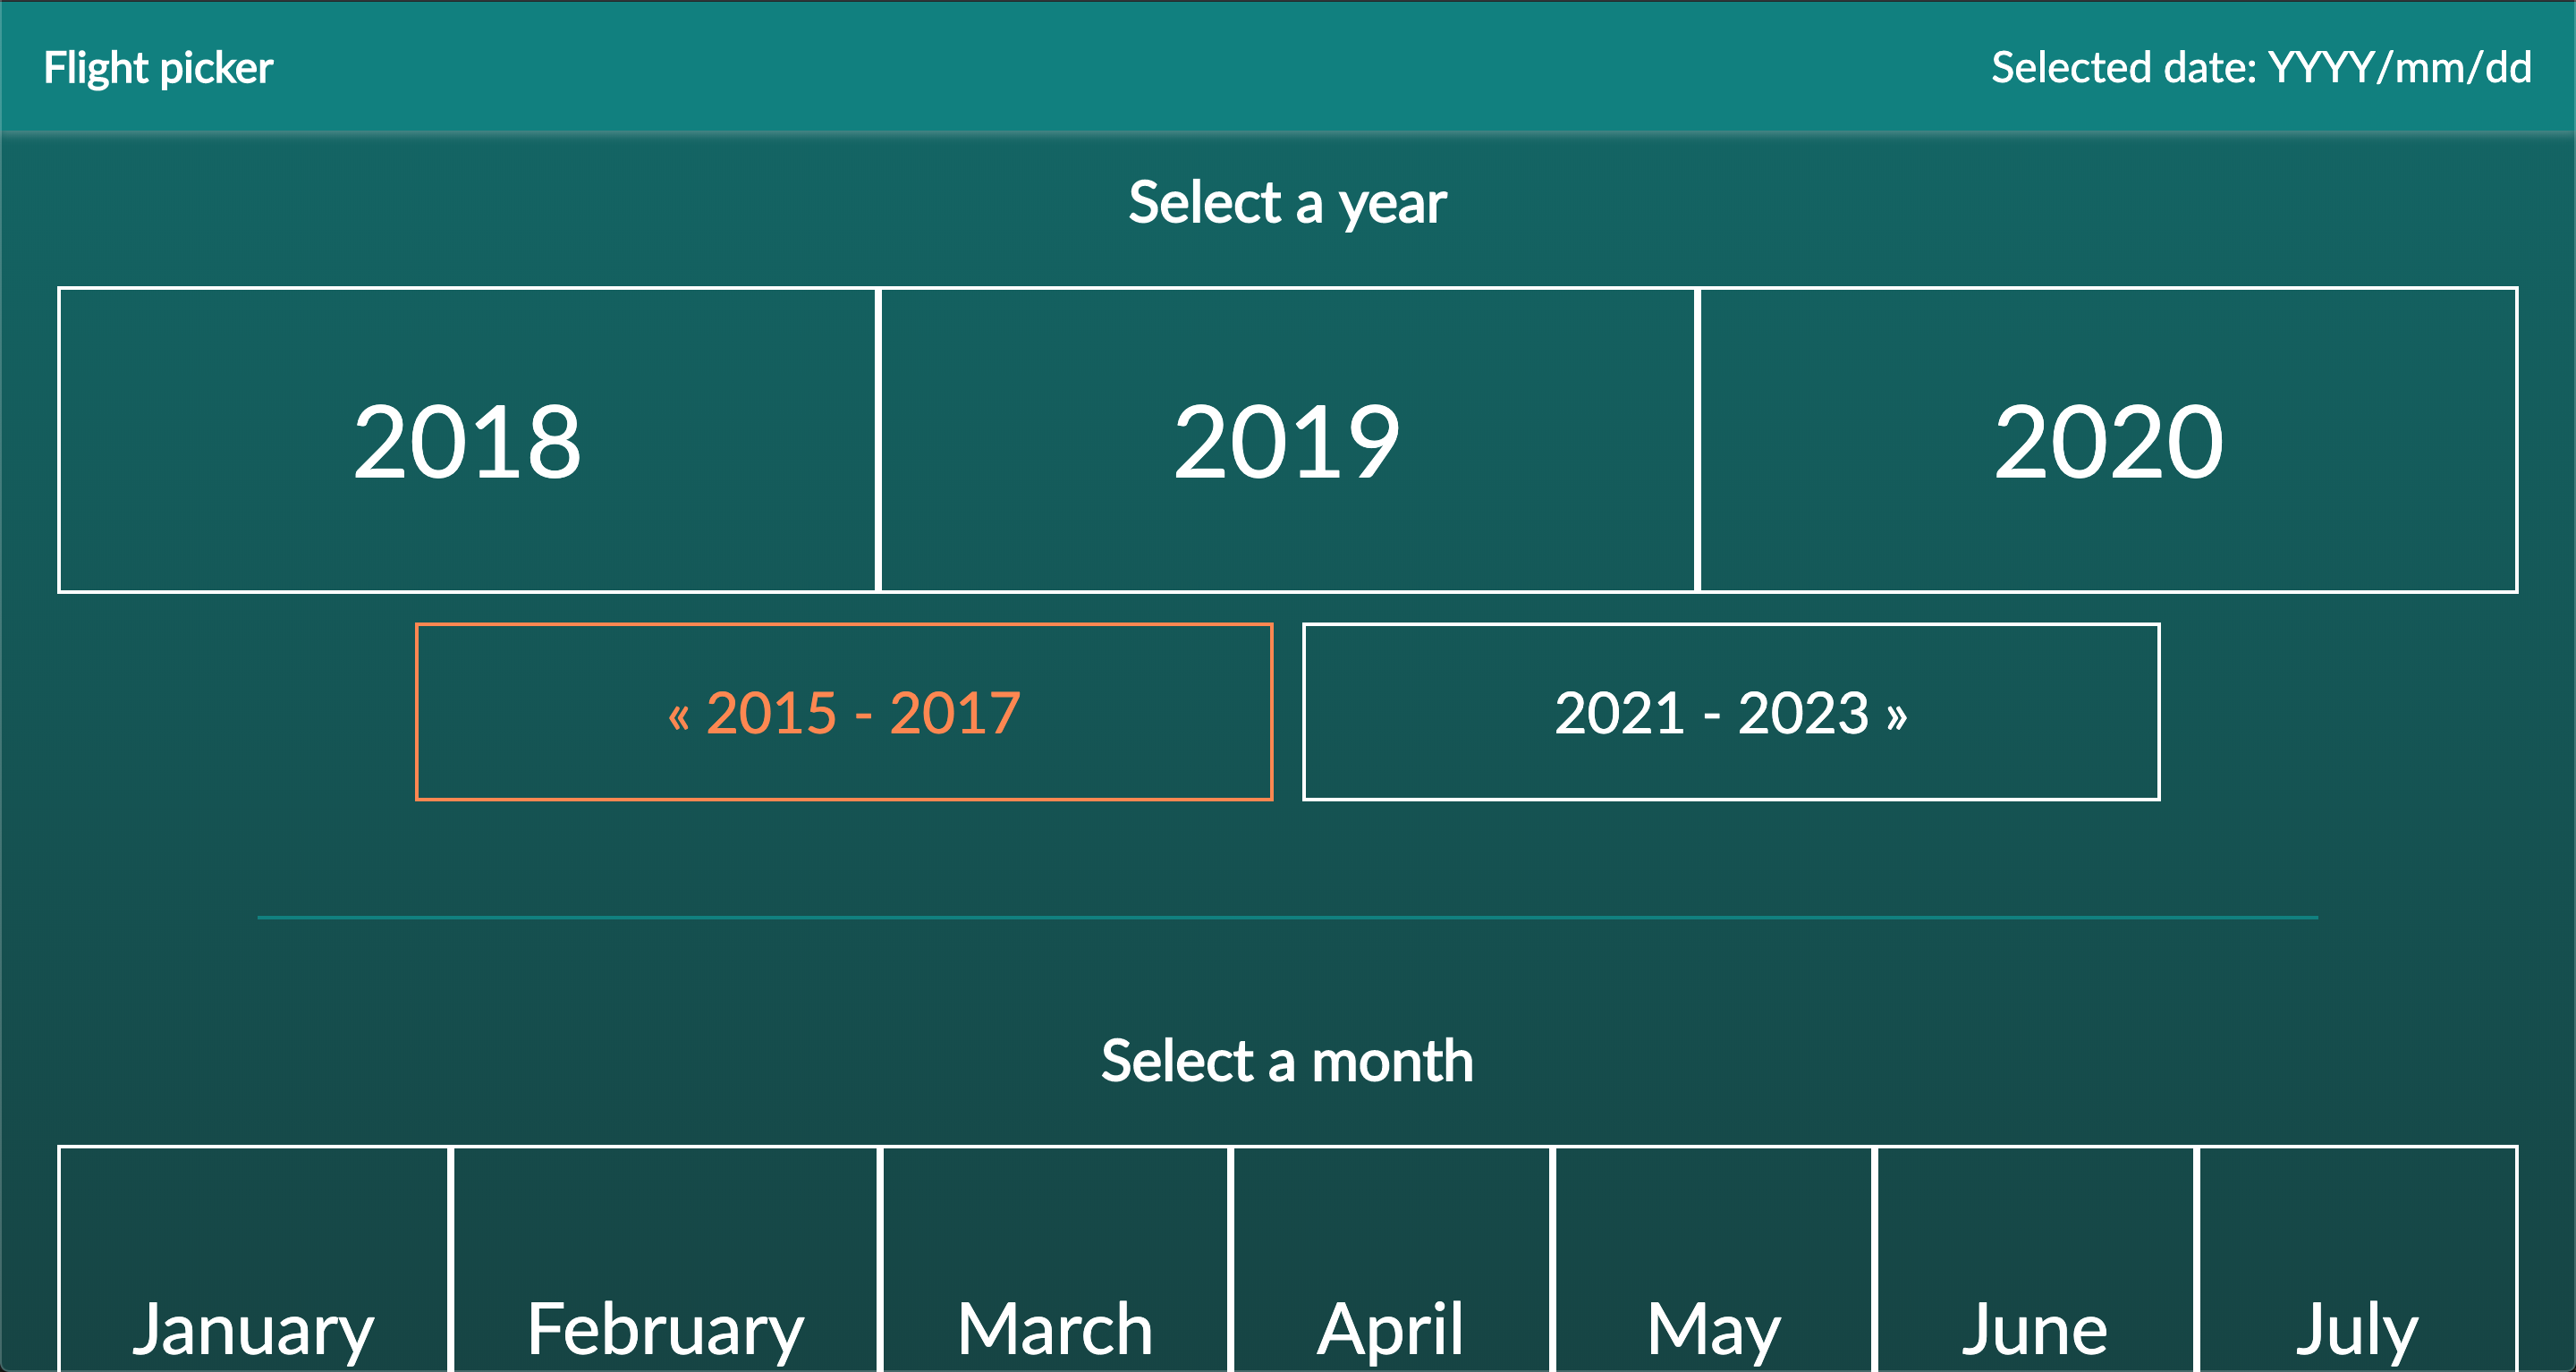 Flight picker
Selected date: YYYY/mm/dd
Select a year
2018
2019
2020
« 2015 - 2017
2021 - 2023 »
Select a month
January
February
March
April
May
June
July